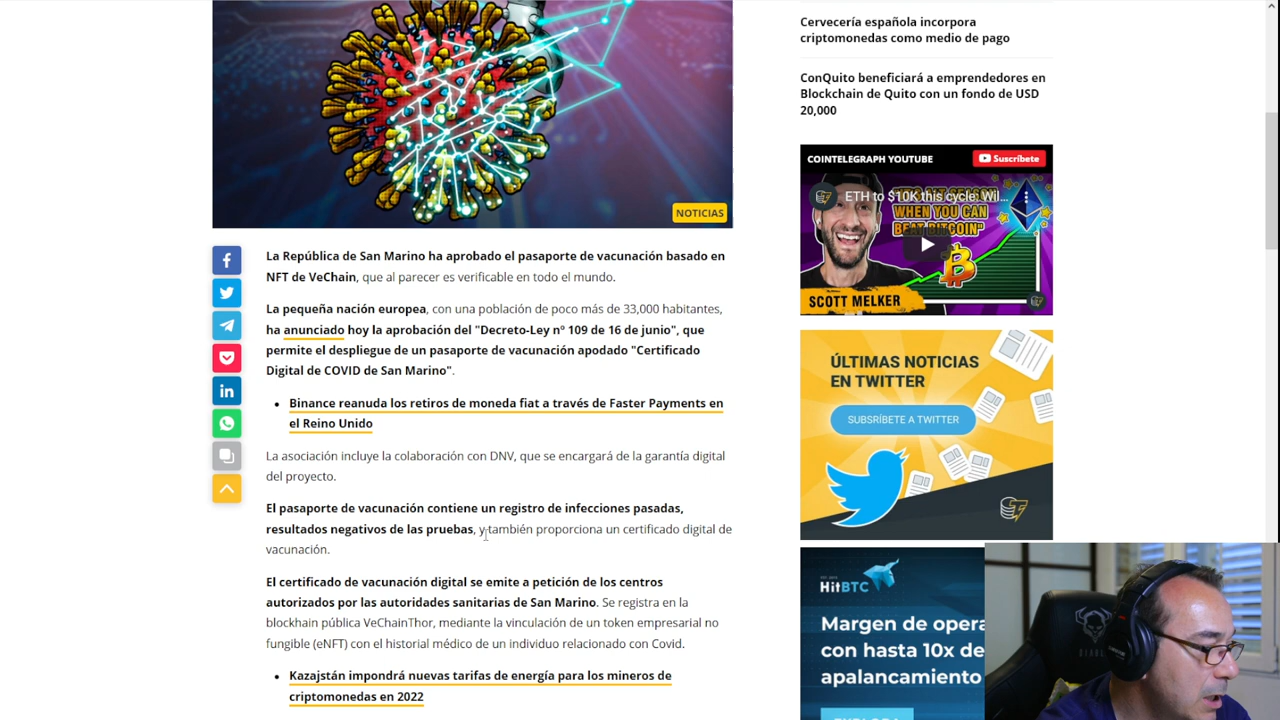 NOTICIAS
La República de San Marino ha aprobado el pasaporte de vacunación basado en
NFT de VeChain, que al parecer es verificable en todo el mundo.
La pequeña nación europea, con una población de poco más de 33,000 habitantes,
ha anunciado hoy la aprobación del "Decreto-Ley nº 109 de 16 de junio", que
permite el despliegue de un pasaporte de vacunación apodado "Certificado
Digital de COVID de San Marino".
Binance reanuda los retiros de moneda fiat a través de Faster Payments en
el Reino Unido
La asociación incluye la colaboración con DNV, que se encargará de la garantía digital
del proyecto.
El pasaporte de vacunación contiene un registro de infecciones pasadas,
resultados negativos de las pruebas, y también proporciona un certificado digital de
vacunación.
El certificado de vacunación digital se emite a petición de los centros
autorizados por las autoridades sanitarias de San Marino. Se registra en la
blockhain pública VeChainThor, mediante la vinculación de un token empresarial no
fungible (eNFT) con el historial médico de un individuo relacionado con Covid.
Kazajstán impondrá nuevas tarifas de energía para los mineros de
criptomonedas en 2022
Cervecería española incorpora
criptomonedas como medio de pago
ConQuito beneficiará a emprendedores en
Blockchain de Quito con un fondo de USD
20,000
COINTELEGRAPH YOUTUBE
Suscríbete
ETH to $10K this cycle: Wil...
WHEN YOU CAN
BEAT BITCOIN"
SCOTT MELKER
ÚLTIMAS NOTICIAS
EN TWITTER
SUBSRÍBETE A TWITTER
HitBTC
Margen de opera
con hasta 10x de
apalancamiento